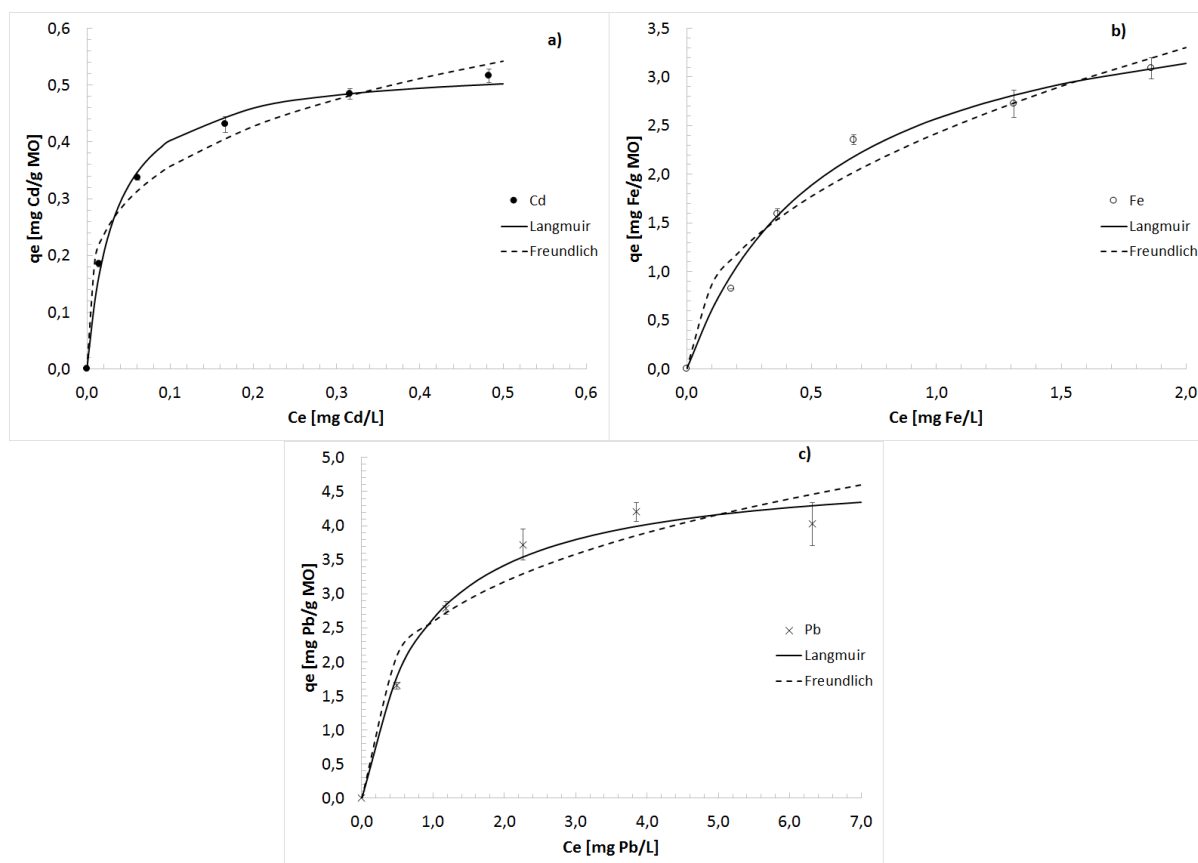 a)
0,6
0,5
0,4
0,3
0,2
0,1
0,0
qe [mg Cd/g MO]
Cd
Langmuir
Freundlich
0,0 0,1 0,2 0,3 0,4 0,5 0,6
Ce [mg Cd/L]
b)
3,5
3,0
2,5
2,0
1,5
1,0
0,5
0,0
qe [mg Fe/g MO]
Fe
Langmuir
Freundlich
0,0 0,5 1,0 1,5 2,0
Ce [mg Fe/L]
c)
5,0
4,5
4,0
3,5
3,0
2,5
2,0
1,5
1,0
0,5
0,0
qe [mg Pb/g MO]
Pb
Langmuir
Freundlich
0,0 1,0 2,0 3,0 4,0 5,0 6,0 7,0
Ce [mg Pb/L]